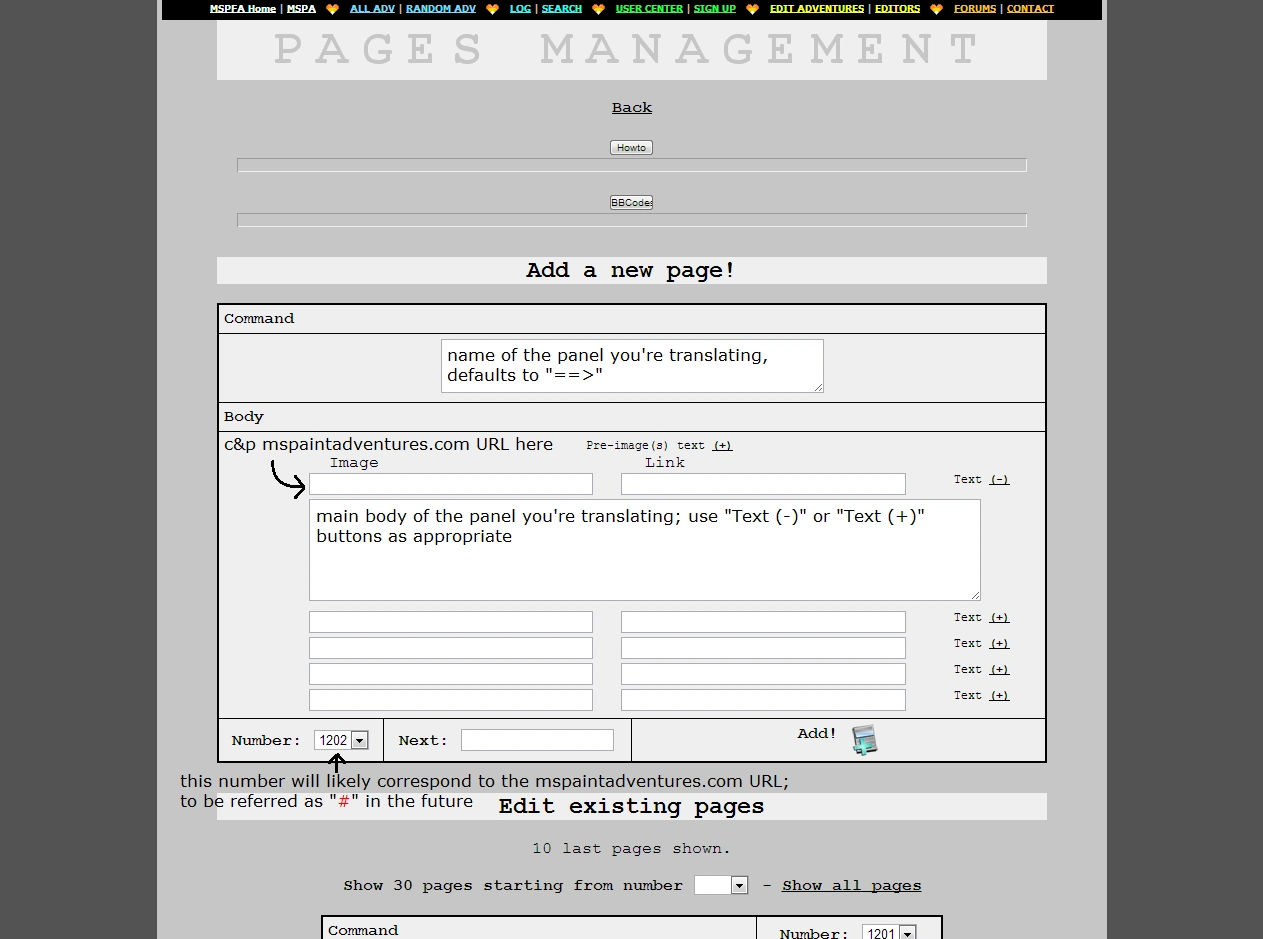 MSPFA Home | MSPA ALL ADV | RANDOM ADV LOG | SEARCH USER CENTER | SIGN UP EDIT ADVENTURES | EDITORS FORUMS | CONTACT
PAGES MANAGEMENT
Back
Howto
BBCodes
Add a new page!
Command
name of the panel you're translating,
defaults to "==>"
Body
c&p mspaintadventures.com URL here Pre-image(s) text (+)
Image Link
Text (-)
main body of the panel you're translating; use "Text (-)" or "Text (+)"
buttons as appropriate
Text (+)
Text (+)
Text (+)
Text (+)
Number: 1202 Next: Add!
this number will likely correspond to the mspaintadventures.com URL;
to be referred as "#" in the future
Edit existing pages
10 last pages shown.
Show 30 pages starting from number - Show all pages
Command Number: 1201